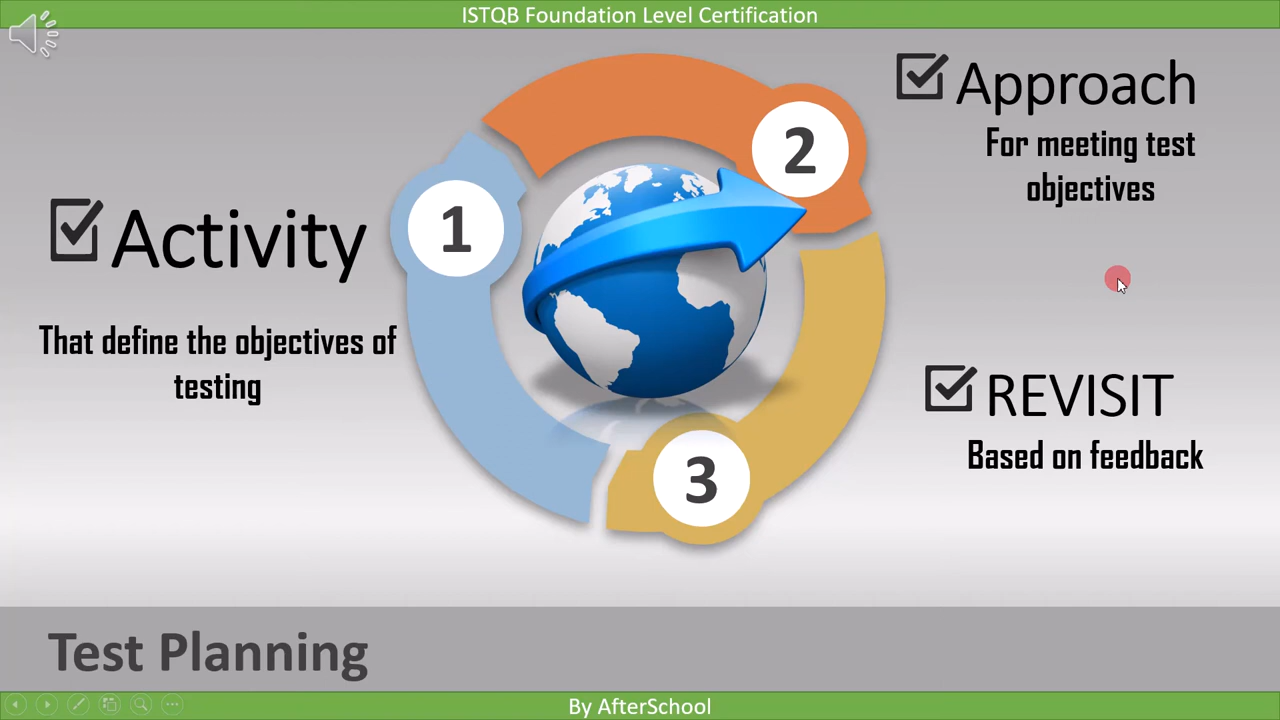 ISTQB Foundation Level Certification
1
Activity
That define the objectives of
testing
2
Approach
For meeting test
objectives
3
REVISIT
Based on feedback
Test Planning
By AfterSchool